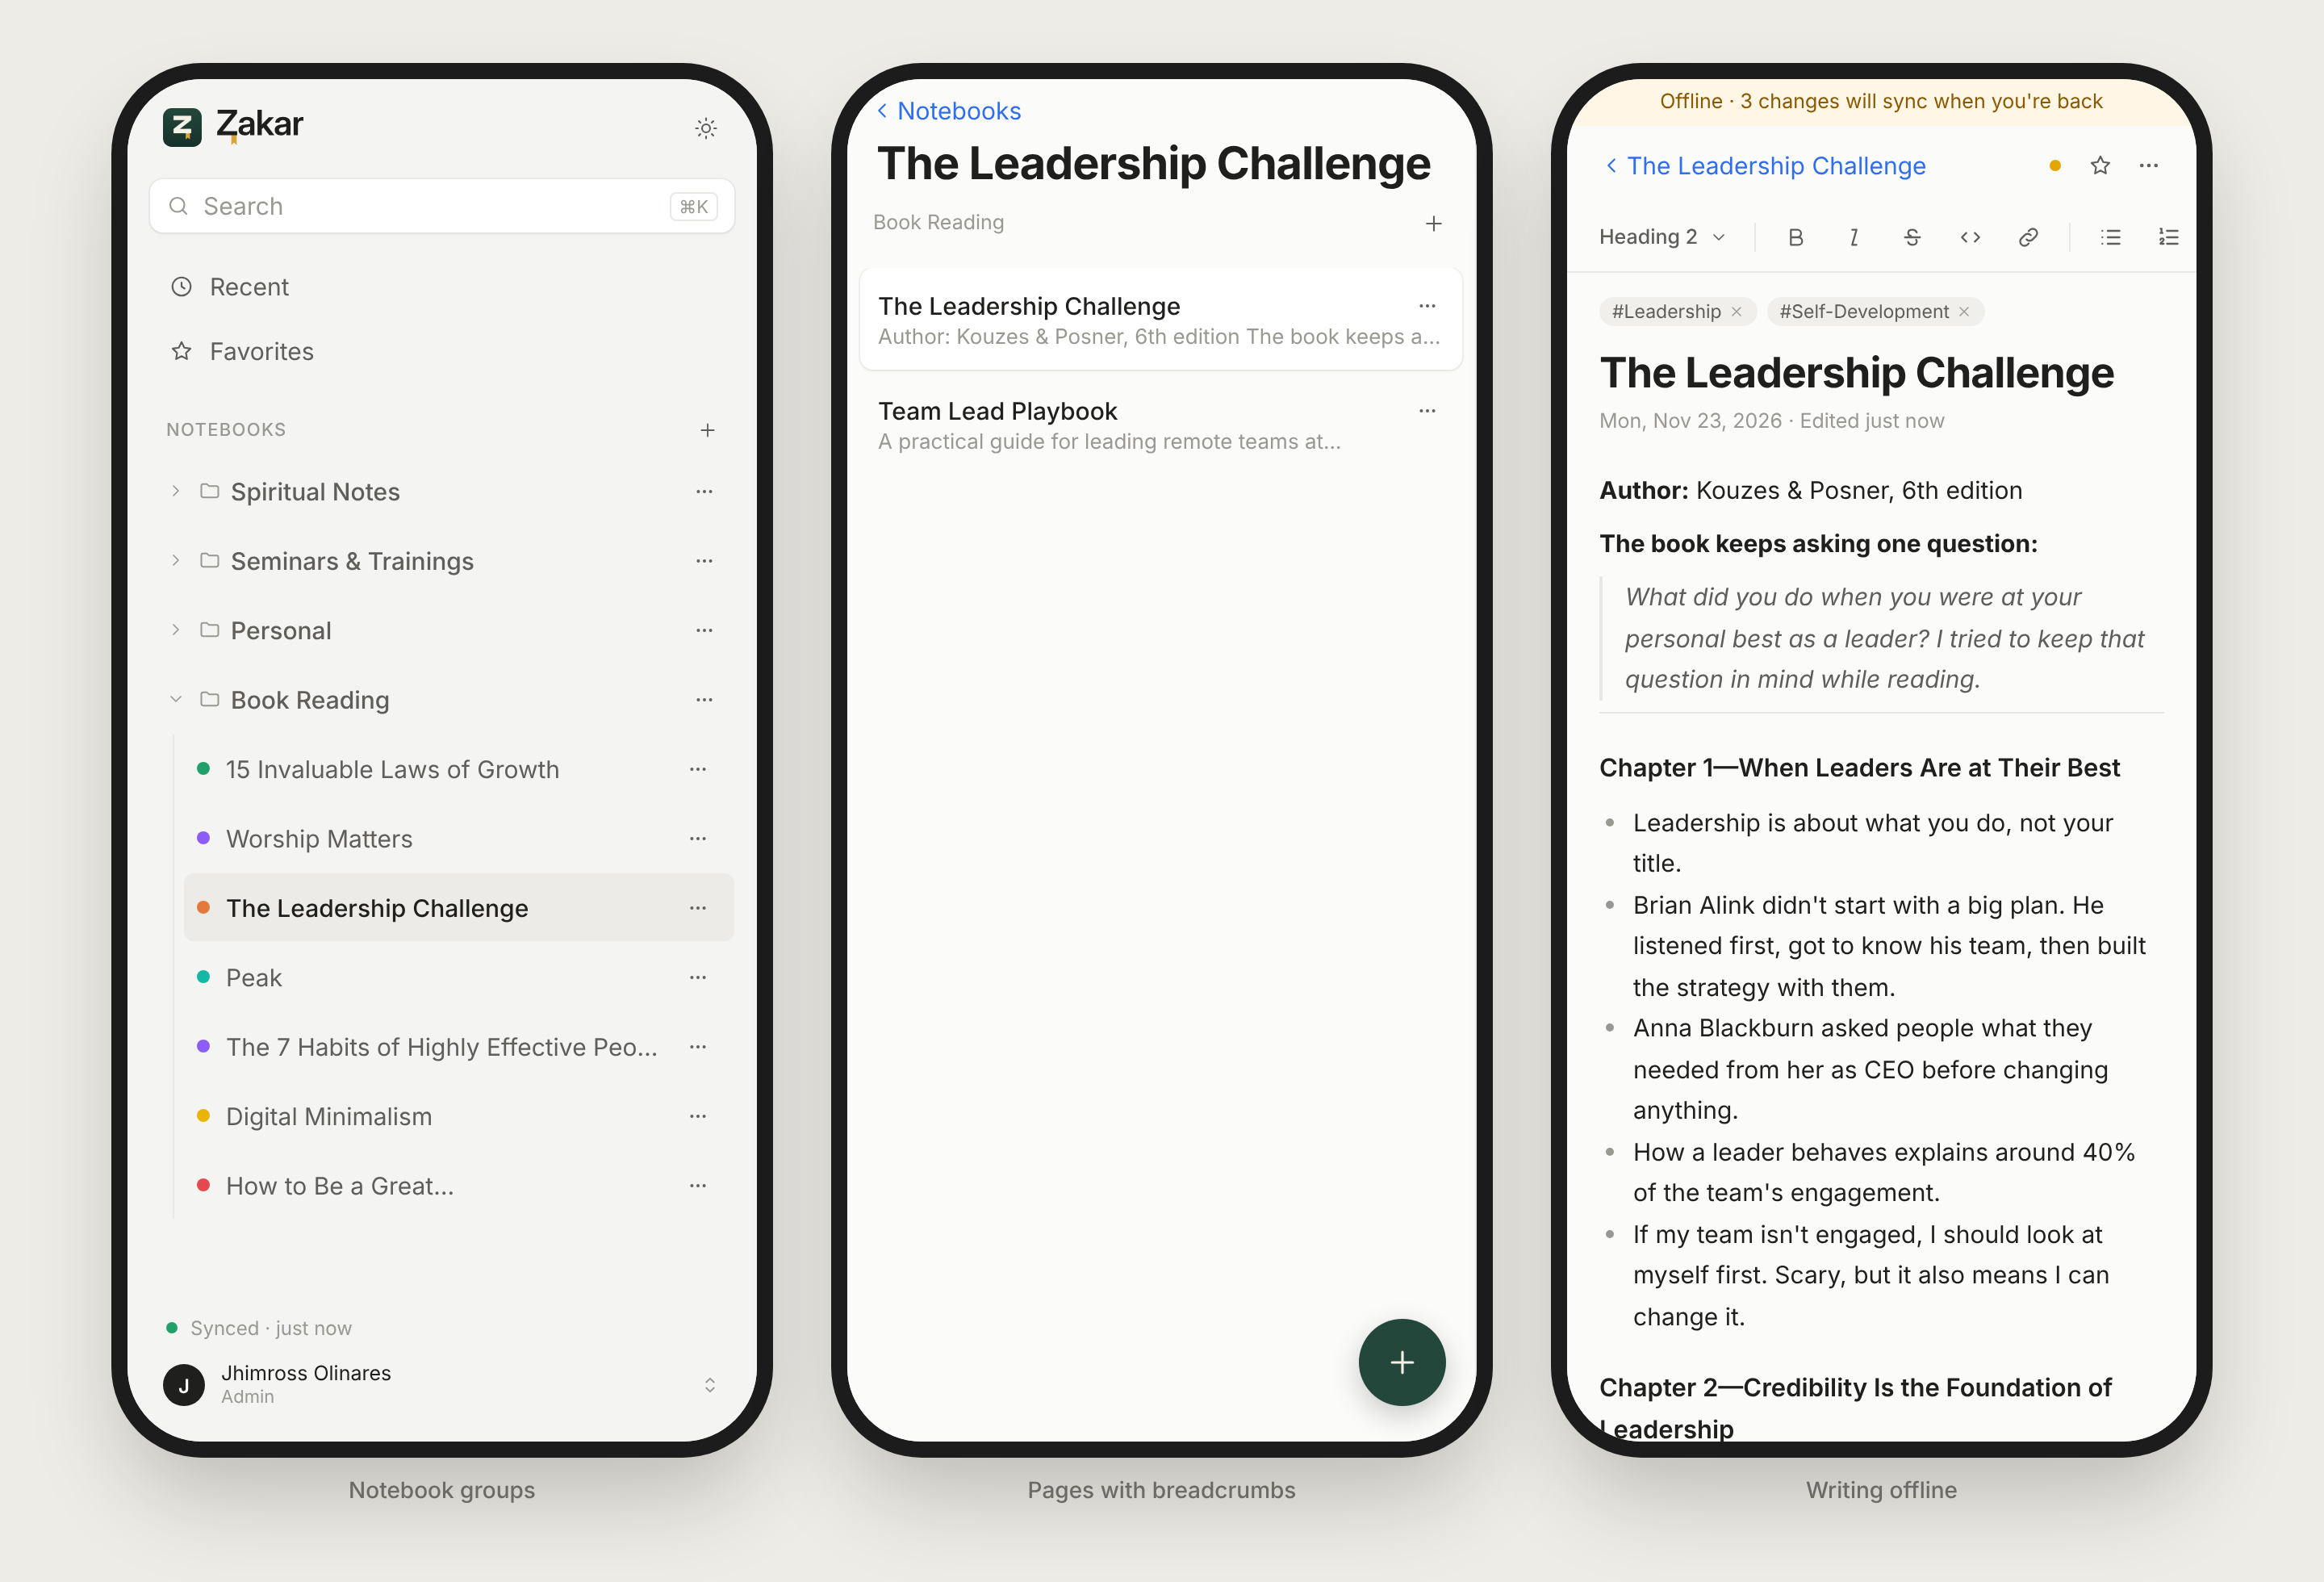 Zakar
Search
⌘K
Recent
Favorites
NOTEBOOKS
Spiritual Notes
Seminars & Trainings
Personal
Book Reading
15 Invaluable Laws of Growth
Worship Matters
The Leadership Challenge
Peak
The 7 Habits of Highly Effective Peo...
Digital Minimalism
How to Be a Great...
Synced · just now
J
Jhimross Olinares
Admin
Notebook groups
Notebooks
The Leadership Challenge
Book Reading
The Leadership Challenge
Author: Kouzes & Posner, 6th edition The book keeps a...
Team Lead Playbook
A practical guide for leading remote teams at...
Pages with breadcrumbs
Offline · 3 changes will sync when you're back
The Leadership Challenge
Heading 2
#Leadership
#Self-Development
The Leadership Challenge
Mon, Nov 23, 2026 · Edited just now
Author: Kouzes & Posner, 6th edition
The book keeps asking one question:
What did you do when you were at your
personal best as a leader? I tried to keep that
question in mind while reading.
Chapter 1—When Leaders Are at Their Best
Leadership is about what you do, not your
title.
Brian Alink didn't start with a big plan. He
listened first, got to know his team, then built
the strategy with them.
Anna Blackburn asked people what they
needed from her as CEO before changing
anything.
How a leader behaves explains around 40%
of the team's engagement.
If my team isn't engaged, I should look at
myself first. Scary, but it also means I can
change it.
Chapter 2—Credibility Is the Foundation of
Leadership
Writing offline